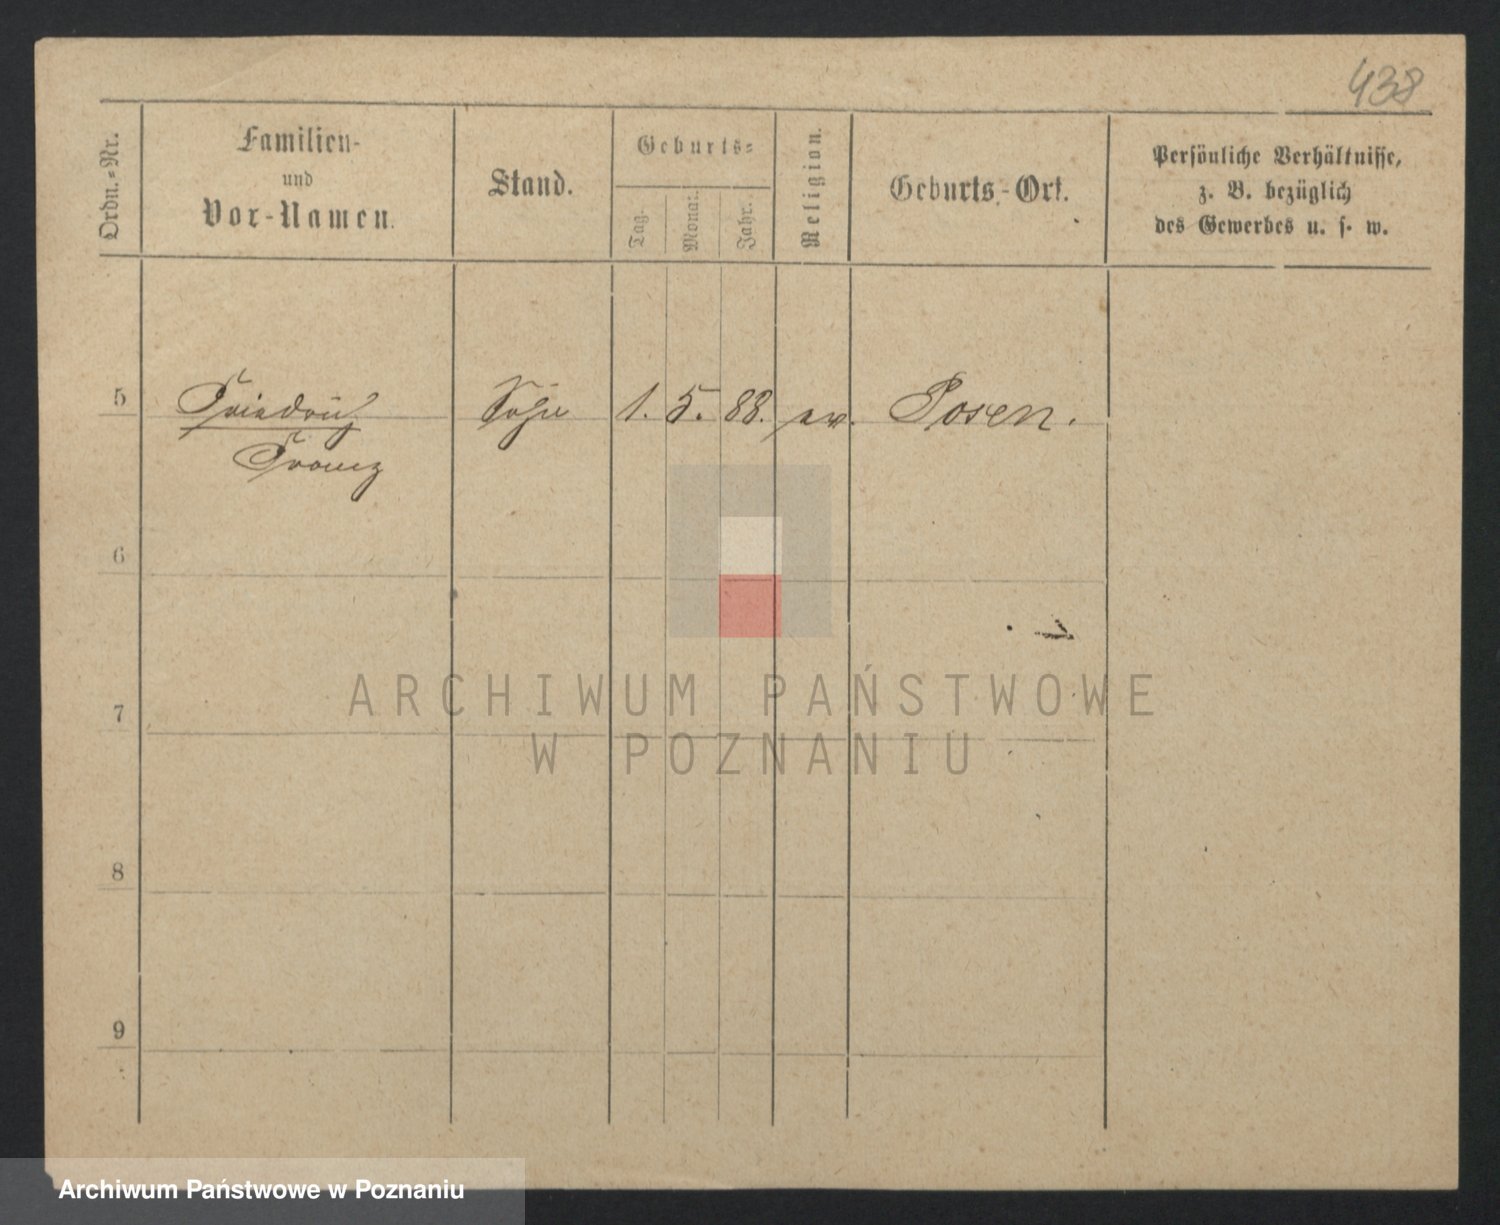 438
Ordn.=Nr.
Familien-
und
Vor-Namen.
Stand.
Geburts=
Tag.
Monat.
Jahr.
Religion.
Geburts-Ort.
Persönliche Verhältnisse,
z. B. bezüglich
des Gewerbes u. s. w.
5 Friedrich Sohn 1. 5. 88. ev. Posen.
Franz
6
7
8
9
ARCHIWUM PAŃSTWOWE
W POZNANIU
Archiwum Państwowe w Poznaniu